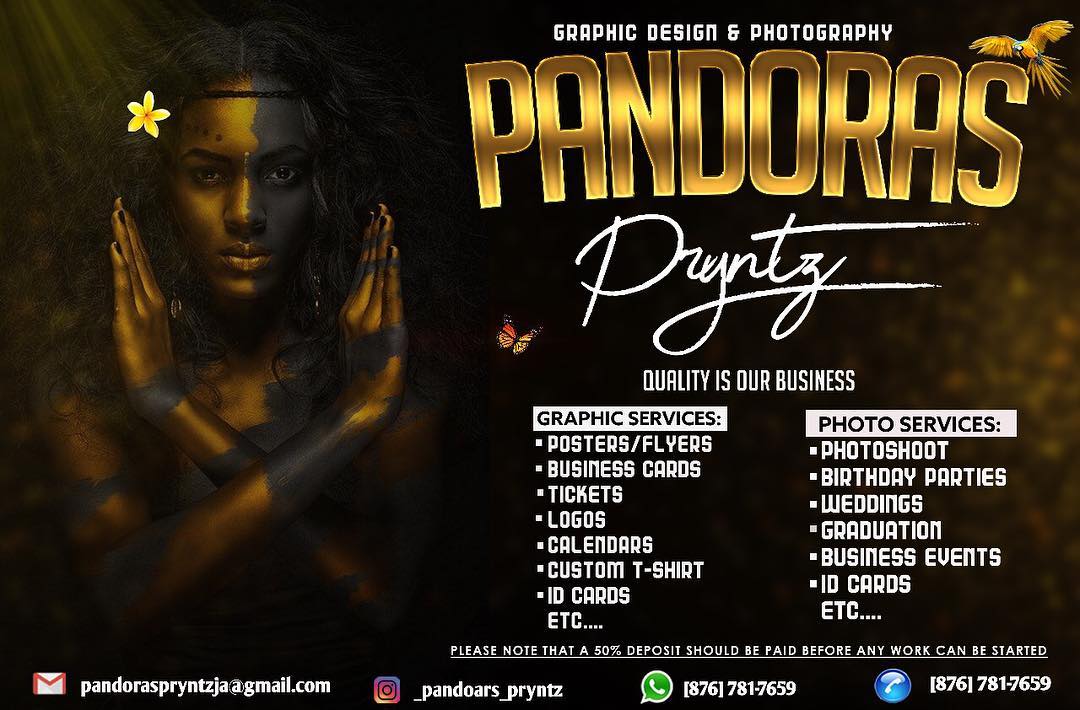 GRAPHIC DESIGN & PHOTOGRAPHY
PANDORAS
Pryntz
QUALITY IS OUR BUSINESS
GRAPHIC SERVICES:
▪ POSTERS/FLYERS
▪ BUSINESS CARDS
▪ TICKETS
▪ LOGOS
▪ CALENDARS
▪ CUSTOM T-SHIRT
▪ ID CARDS
ETC....
PHOTO SERVICES:
▪ PHOTOSHOOT
▪ BIRTHDAY PARTIES
▪ WEDDINGS
▪ GRADUATION
▪ BUSINESS EVENTS
▪ ID CARDS
ETC....
PLEASE NOTE THAT A 50% DEPOSIT SHOULD BE PAID BEFORE ANY WORK CAN BE STARTED
pandoraspryntzja@gmail.com
_pandoars_pryntz
[876] 781-7659
[876] 781-7659